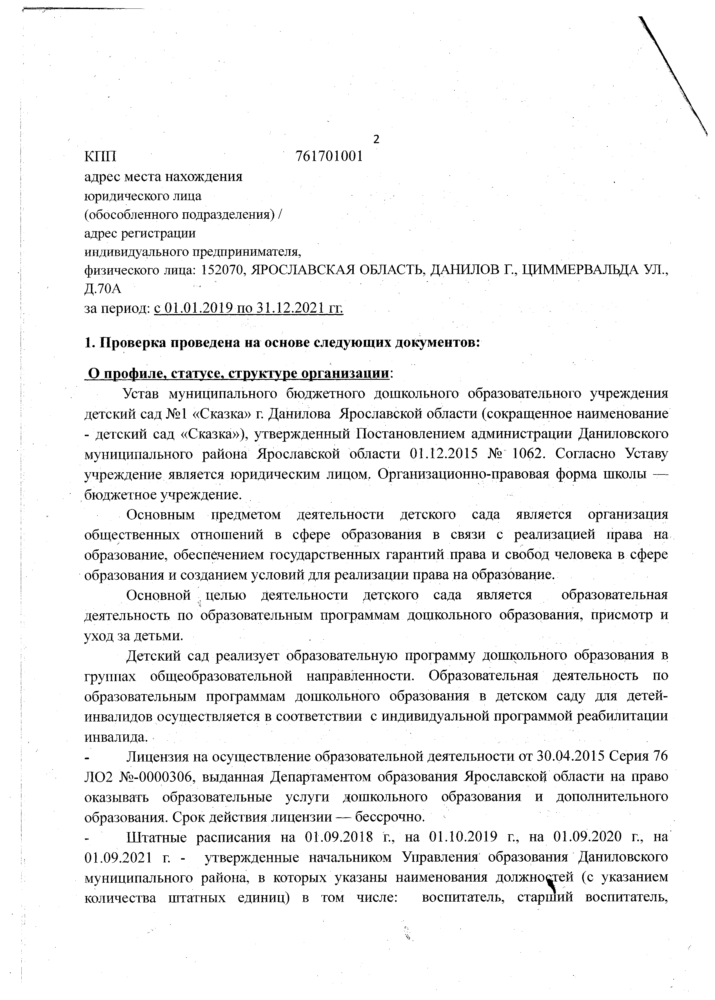 2
КПП 761701001
адрес места нахождения
юридического лица
(обособленного подразделения) /
адрес регистрации
индивидуального предпринимателя,
физического лица: 152070, ЯРОСЛАВСКАЯ ОБЛАСТЬ, ДАНИЛОВ Г., ЦИММЕРВАЛЬДА УЛ.,
Д.70А
за период: с 01.01.2019 по 31.12.2021 гг.
1. Проверка проведена на основе следующих документов:
О профиле, статусе, структуре организации:
Устав муниципального бюджетного дошкольного образовательного учреждения
детский сад №1 «Сказка» г. Данилова Ярославской области (сокращенное наименование
- детский сад «Сказка»), утвержденный Постановлением администрации Даниловского
муниципального района Ярославской области 01.12.2015 № 1062. Согласно Уставу
учреждение является юридическим лицом. Организационно-правовая форма школы —
бюджетное учреждение.
Основным предметом деятельности детского сада является организация
общественных отношений в сфере образования в связи с реализацией права на
образование, обеспечением государственных гарантий права и свобод человека в сфере
образования и созданием условий для реализации права на образование.
Основной целью деятельности детского сада является образовательная
деятельность по образовательным программам дошкольного образования, присмотр и
уход за детьми.
Детский сад реализует образовательную программу дошкольного образования в
группах общеобразовательной направленности. Образовательная деятельность по
образовательным программам дошкольного образования в детском саду для детей-
инвалидов осуществляется в соответствии с индивидуальной программой реабилитации
инвалида.
- Лицензия на осуществление образовательной деятельности от 30.04.2015 Серия 76
ЛО2 №-0000306, выданная Департаментом образования Ярославской области на право
оказывать образовательные услуги дошкольного образования и дополнительного
образования. Срок действия лицензии — бессрочно.
- Штатные расписания на 01.09.2018 г., на 01.10.2019 г., на 01.09.2020 г., на
01.09.2021 г. - утвержденные начальником Управления образования Даниловского
муниципального района, в которых указаны наименования должностей (с указанием
количества штатных единиц) в том числе: воспитатель, старший воспитатель,